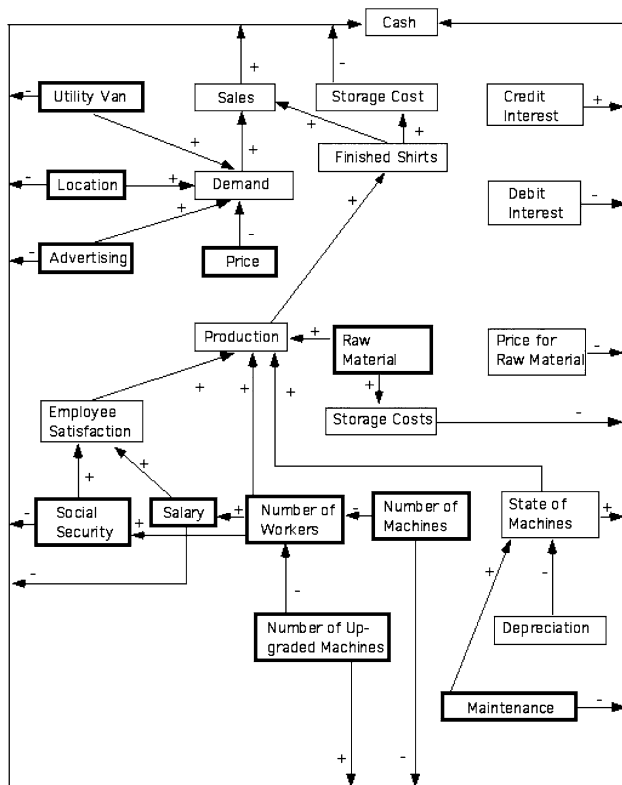 Cash
+
-
-
Utility Van
Sales
Storage Cost
Credit
Interest
+
+
+
+
+
-
Location
+
Demand
Finished Shirts
+
Debit
Interest
-
+
-
-
Advertising
Price
Production
+
Raw
Material
Price for
Raw Material
-
+
+
+
+
Employee
Satisfaction
Storage Costs
-
+
+
-
Social
Security
Salary
+
+
Number of
Workers
-
Number of
Machines
State of
Machines
+
-
-
+
-
Number of Up-
graded Machines
Depreciation
Maintenance
-
+
-